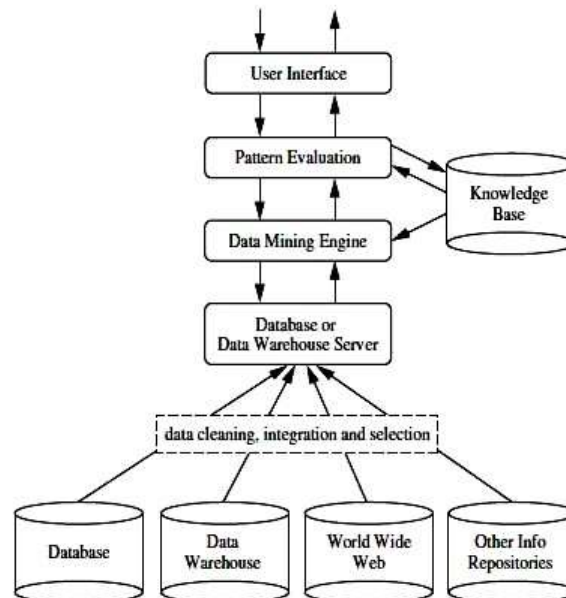 User Interface
Pattern Evaluation
Knowledge
Base
Data Mining Engine
Database or
Data Warehouse Server
data cleaning, integration and selection
Database
Data
Warehouse
World Wide
Web
Other Info
Repositories